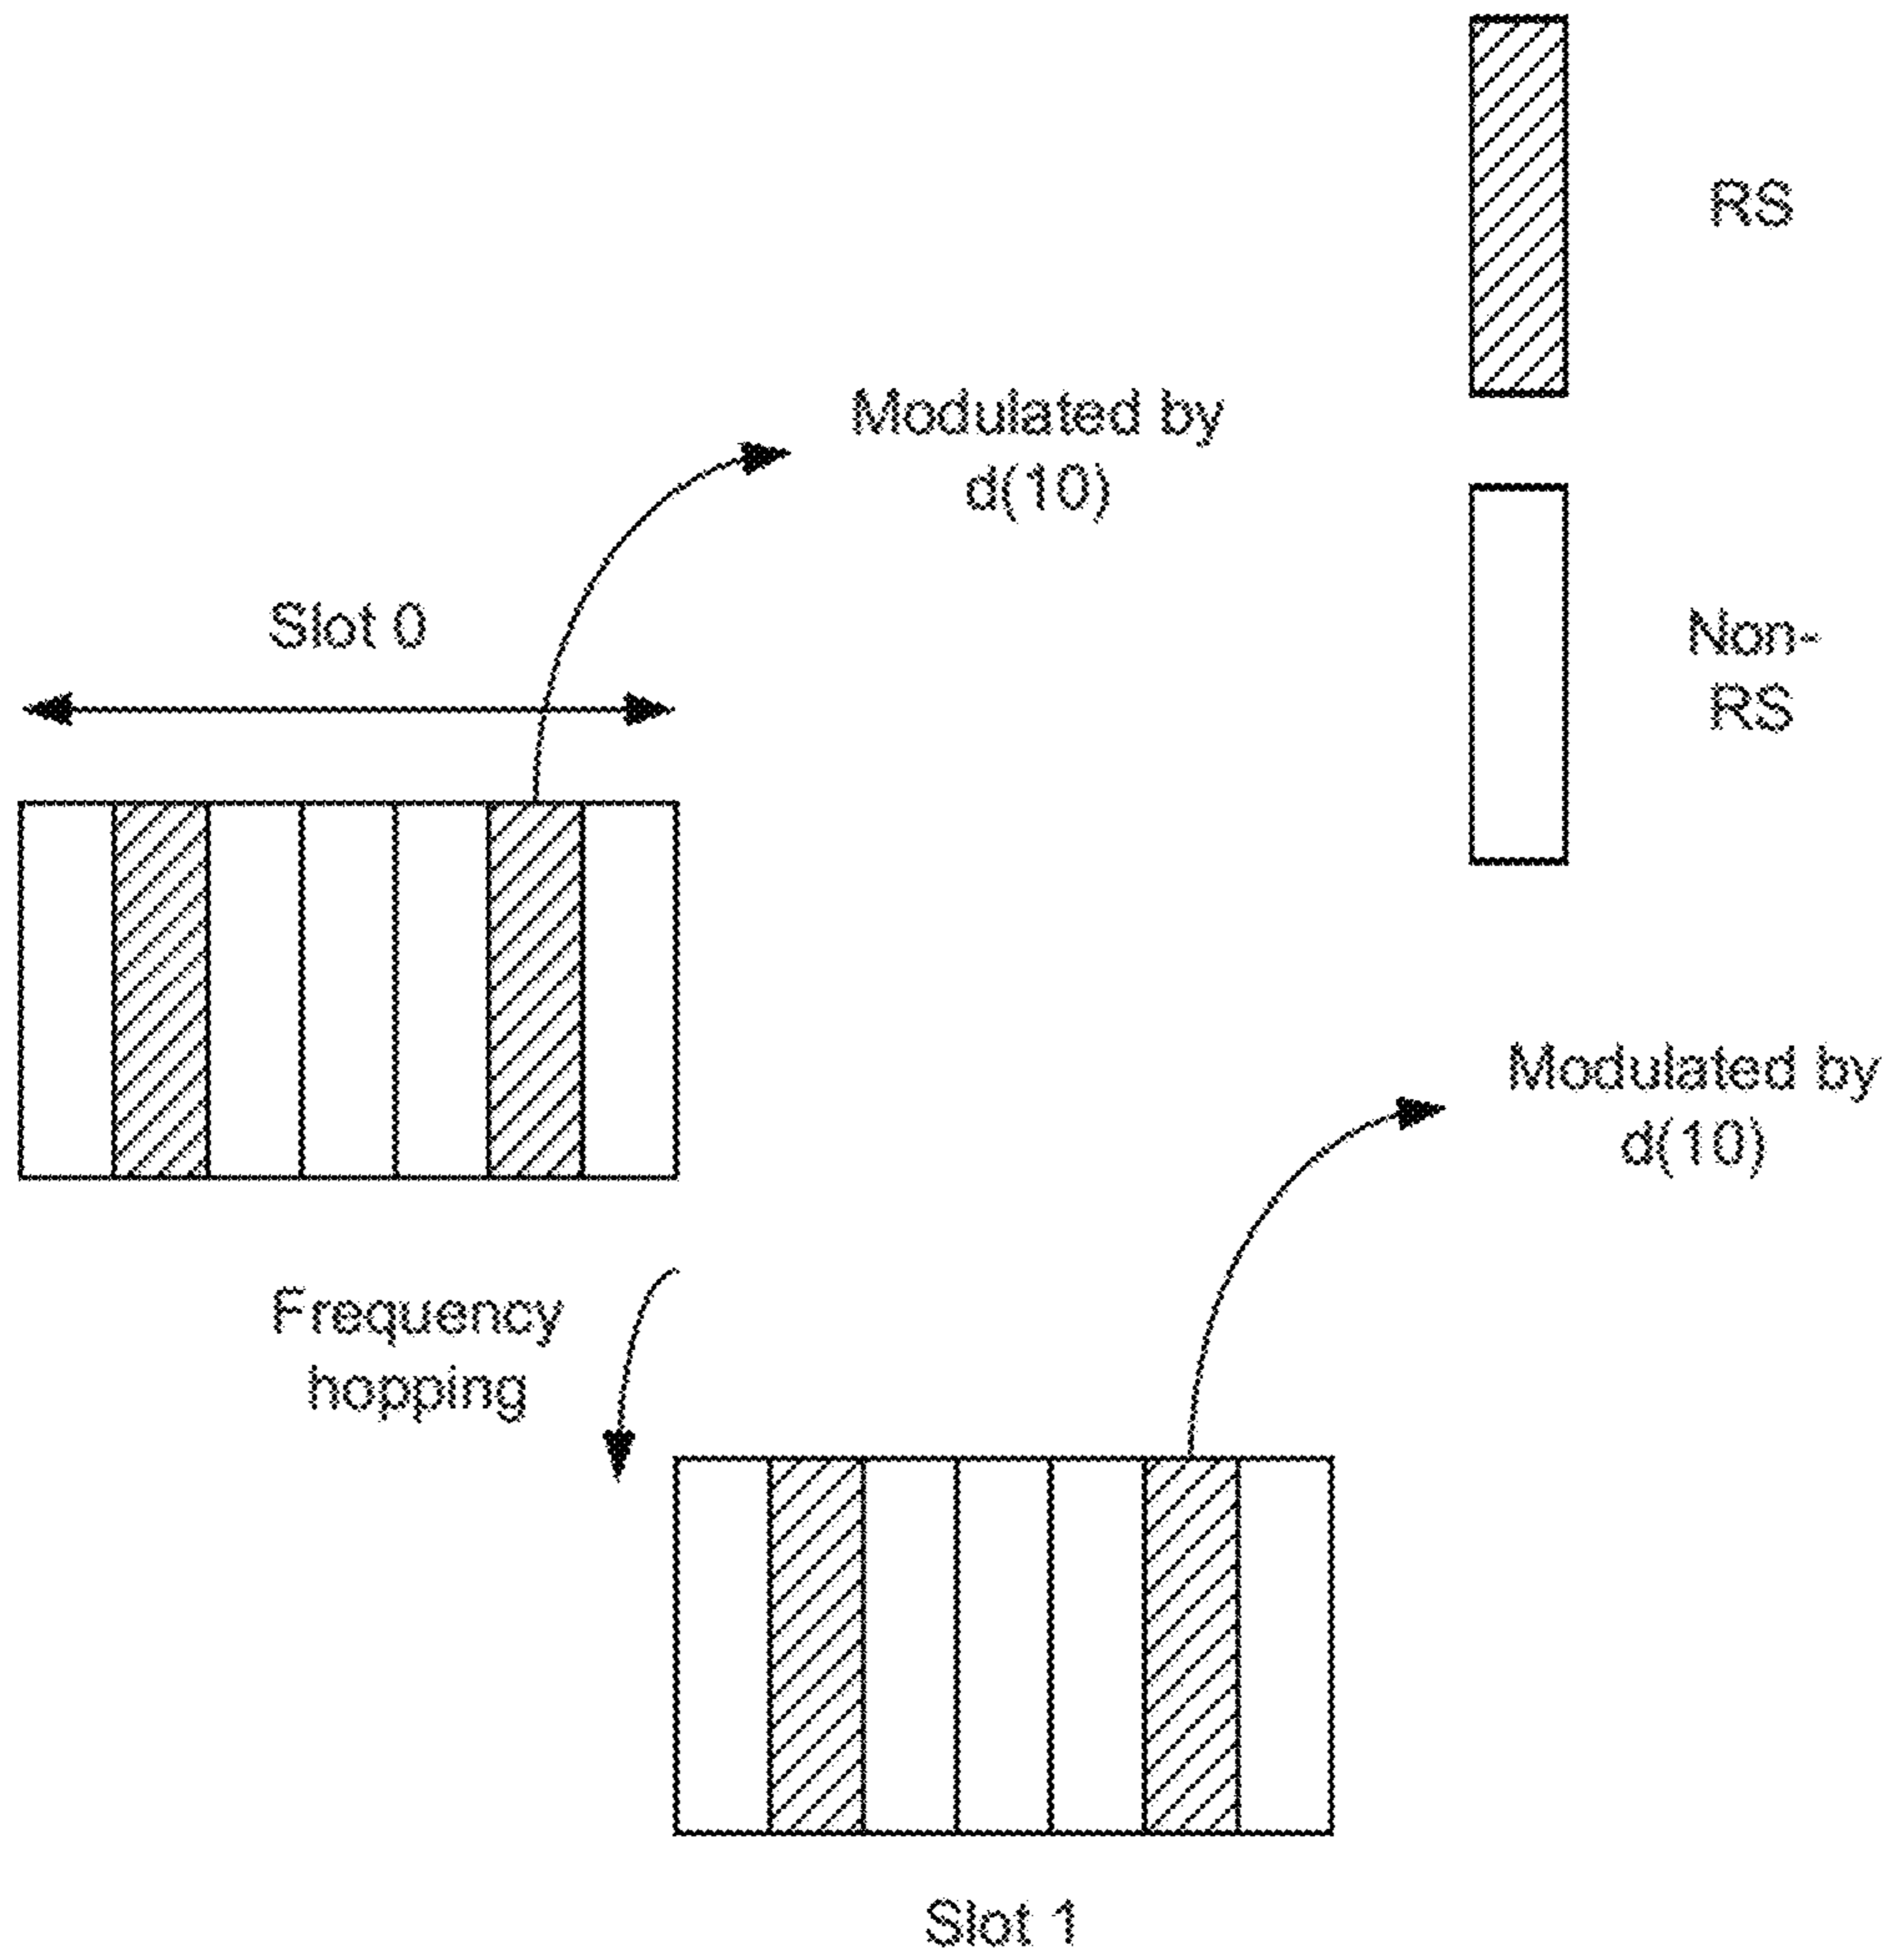 RS
Modulated by
d(10)
Slot 0
Non-
RS
Modulated by
d(10)
Frequency
hopping
Slot 1